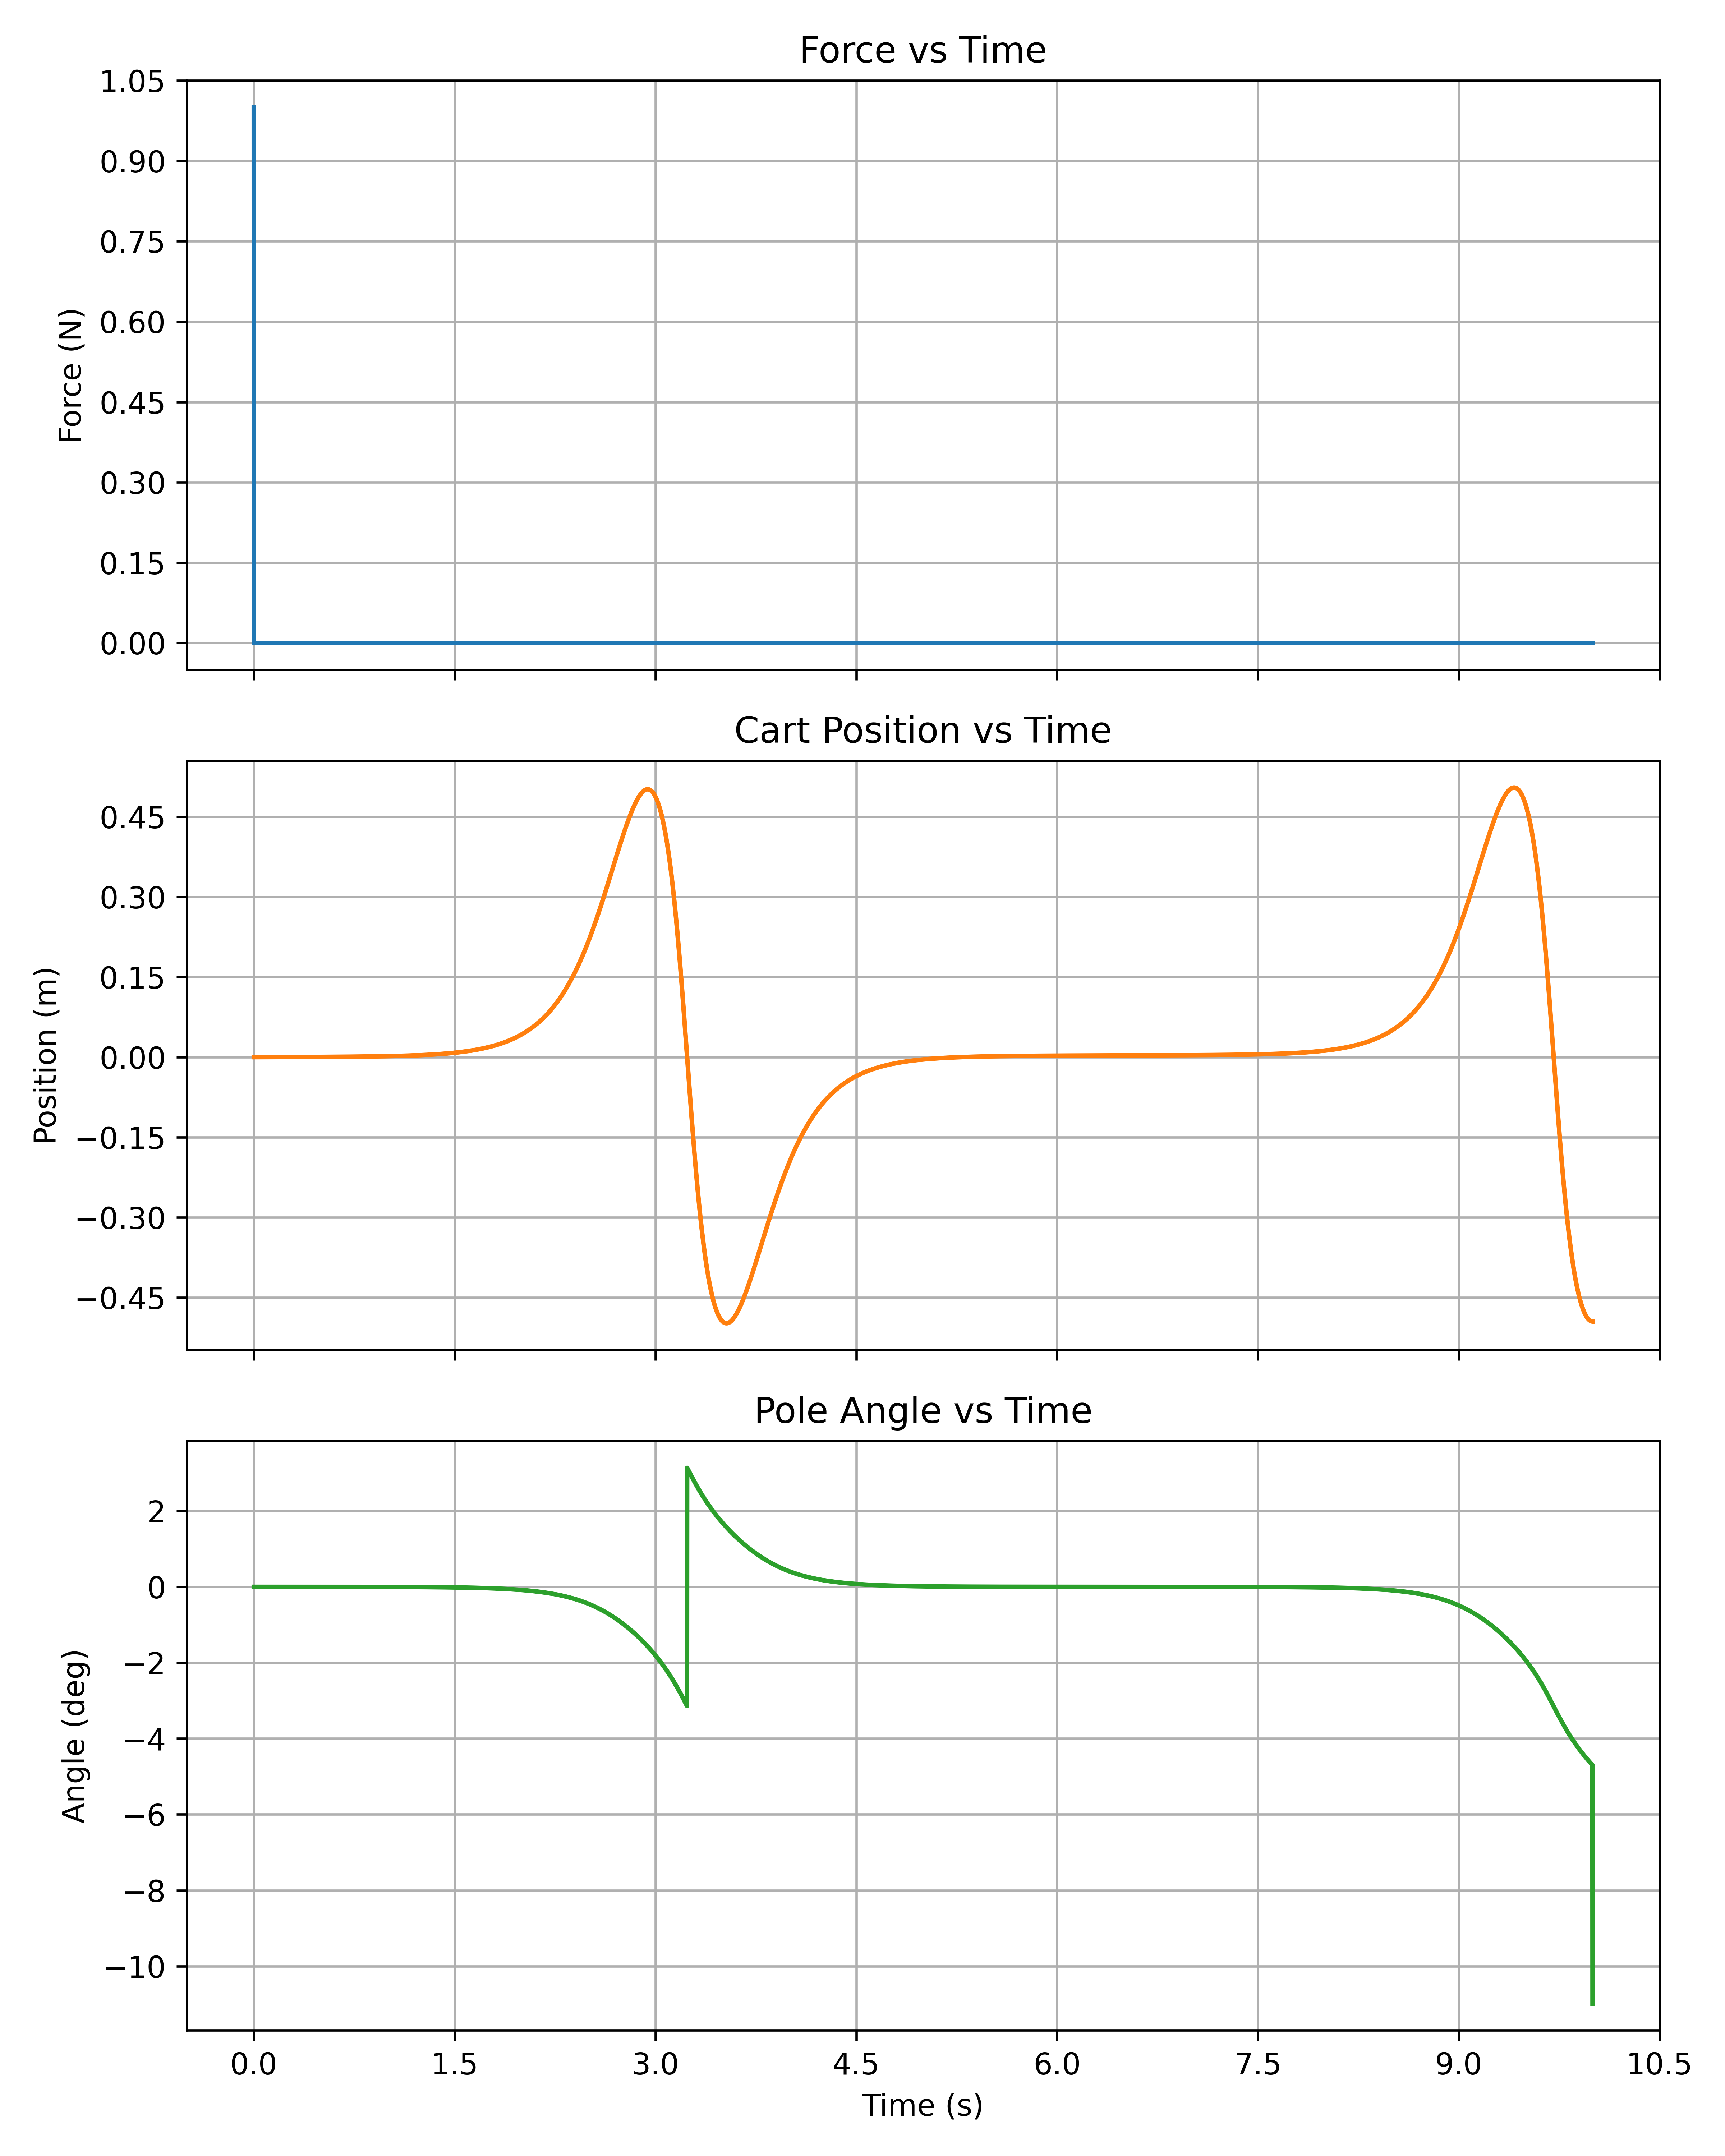 Force vs Time
1.05
0.90
0.75
0.60
0.45
0.30
0.15
0.00
Force (N)
Cart Position vs Time
0.45
0.30
0.15
0.00
−0.15
−0.30
−0.45
Position (m)
Pole Angle vs Time
2
0
−2
−4
−6
−8
−10
Angle (deg)
0.0 1.5 3.0 4.5 6.0 7.5 9.0 10.5
Time (s)